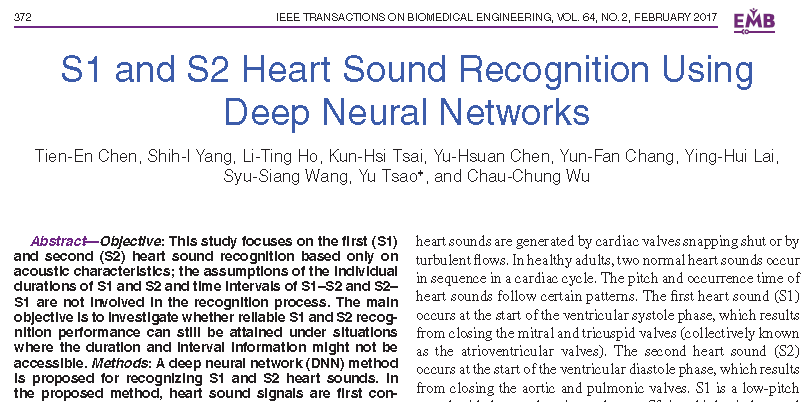 372
IEEE TRANSACTIONS ON BIOMEDICAL ENGINEERING, VOL. 64, NO. 2, FEBRUARY 2017
EMB
S1 and S2 Heart Sound Recognition Using
Deep Neural Networks
Tien-En Chen, Shih-I Yang, Li-Ting Ho, Kun-Hsi Tsai, Yu-Hsuan Chen, Yun-Fan Chang, Ying-Hui Lai,
Syu-Siang Wang, Yu Tsao*, and Chau-Chung Wu
Abstract—Objective: This study focuses on the first (S1)
and second (S2) heart sound recognition based only on
acoustic characteristics; the assumptions of the individual
durations of S1 and S2 and time intervals of S1–S2 and S2–
S1 are not involved in the recognition process. The main
objective is to investigate whether reliable S1 and S2 recog-
nition performance can still be attained under situations
where the duration and interval information might not be
accessible. Methods: A deep neural network (DNN) method
is proposed for recognizing S1 and S2 heart sounds. In
the proposed method, heart sound signals are first con-
heart sounds are generated by cardiac valves snapping shut or by
turbulent flows. In healthy adults, two normal heart sounds occur
in sequence in a cardiac cycle. The pitch and occurrence time of
heart sounds follow certain patterns. The first heart sound (S1)
occurs at the start of the ventricular systole phase, which results
from closing the mitral and tricuspid valves (collectively known
as the atrioventricular valves). The second heart sound (S2)
occurs at the start of the ventricular diastole phase, which results
from closing the aortic and pulmonic valves. S1 is a low-pitch